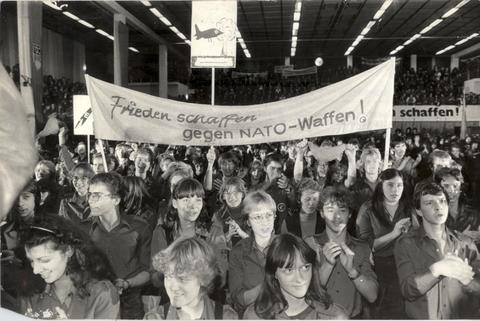 Frieden schaffen
gegen NATO-Waffen!
schaffen!